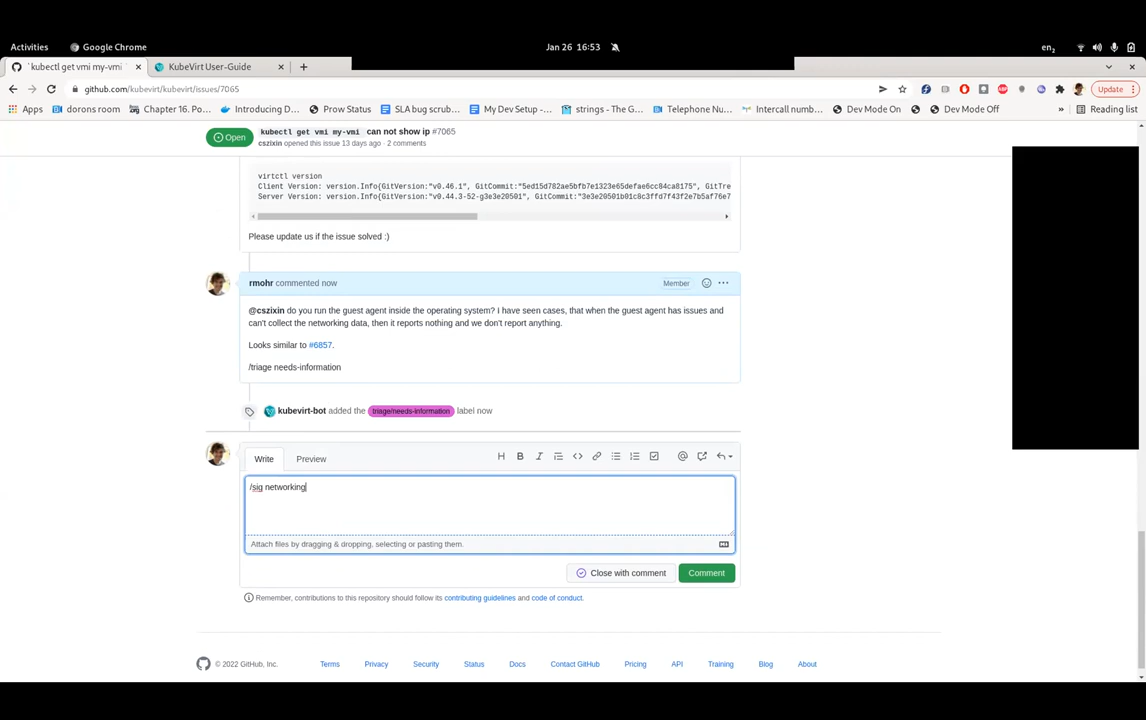 Activities Google Chrome Jan 26 16:53 en2
`kubectl get vmi my-vmi` × KubeVirt User-Guide × +
github.com/kubevirt/kubevirt/issues/7065 Update
Apps dorons room Chapter 16. Po... Introducing D... Prow Status SLA bug scrub... My Dev Setup -... strings - The G... Telephone Nu... Intercall numb... Dev Mode On Dev Mode Off » Reading list
Open kubectl get vmi my-vmi can not show ip #7065
cszixin opened this issue 13 days ago · 2 comments
virtctl version
Client Version: version.Info{GitVersion:"v0.46.1", GitCommit:"5ed15d782ae5bfb7e1323e65defae6cc84ca8175", GitTre
Server Version: version.Info{GitVersion:"v0.44.3-52-g3e3e20501", GitCommit:"3e3e20501b91c8c3ffd7f43f2e7b5af76e7
Please update us if the issue solved :)
rmohr commented now Member ...
@cszixin do you run the guest agent inside the operating system? I have seen cases, that when the guest agent has issues and
can't collect the networking data, then it reports nothing and we don't report anything.
Looks similar to #6857.
/triage needs-information
kubevirt-bot added the triage/needs-information label now
Write Preview
/sig networking
Attach files by dragging & dropping, selecting or pasting them.
Close with comment Comment
Remember, contributions to this repository should follow its contributing guidelines and code of conduct.
© 2022 GitHub, Inc. Terms Privacy Security Status Docs Contact GitHub Pricing API Training Blog About